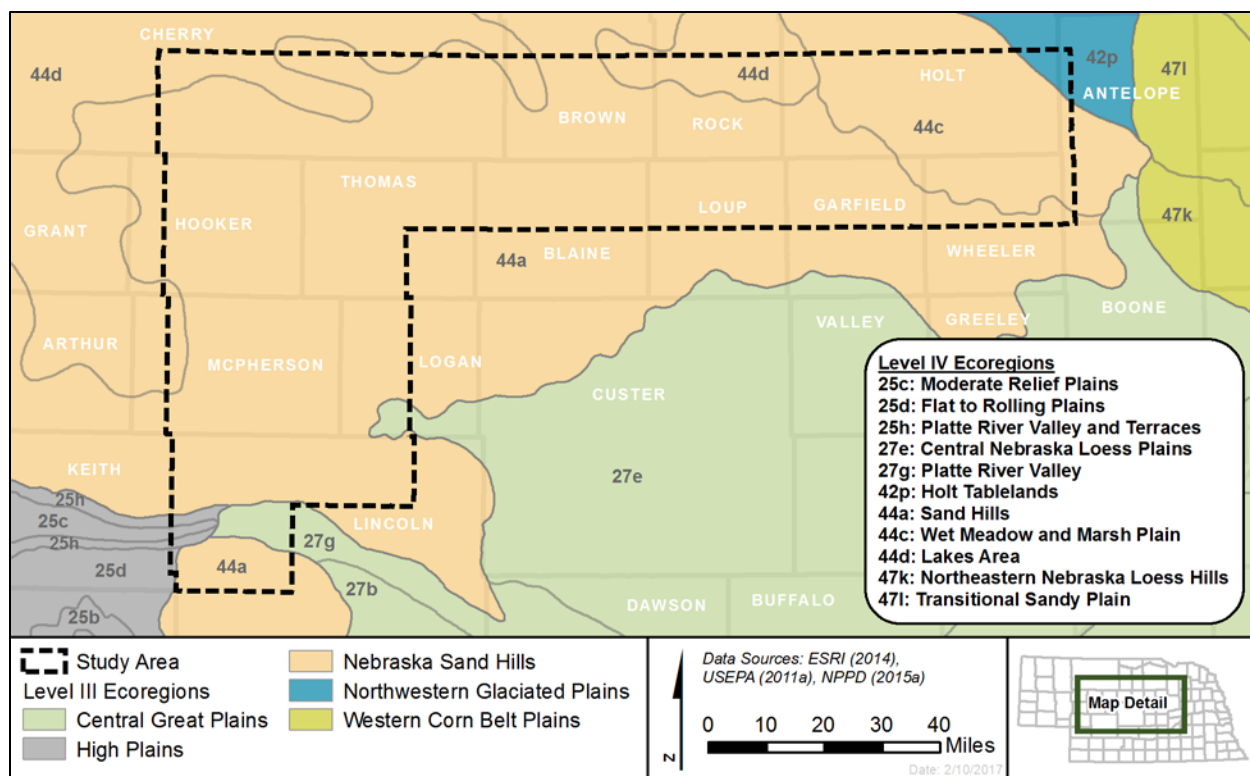 CHERRY
44d
44d
HOLT
42p
47l
ANTELOPE
BROWN
ROCK
44c
THOMAS
HOOKER
LOUP
GARFIELD
47k
GRANT
44a
BLAINE
WHEELER
BOONE
VALLEY
GREELEY
ARTHUR
MCPHERSON
LOGAN
CUSTER
KEITH
25h
25c
25h
25d
25b
LINCOLN
27g
44a
27b
27e
DAWSON
BUFFALO
Level IV Ecoregions
25c: Moderate Relief Plains
25d: Flat to Rolling Plains
25h: Platte River Valley and Terraces
27e: Central Nebraska Loess Plains
27g: Platte River Valley
42p: Holt Tablelands
44a: Sand Hills
44c: Wet Meadow and Marsh Plain
44d: Lakes Area
47k: Northeastern Nebraska Loess Hills
47l: Transitional Sandy Plain
Study Area
Level III Ecoregions
Central Great Plains
High Plains
Nebraska Sand Hills
Northwestern Glaciated Plains
Western Corn Belt Plains
N
Data Sources: ESRI (2014),
USEPA (2011a), NPPD (2015a)
0 10 20 30 40
Miles
Date: 2/10/2017
Map Detail